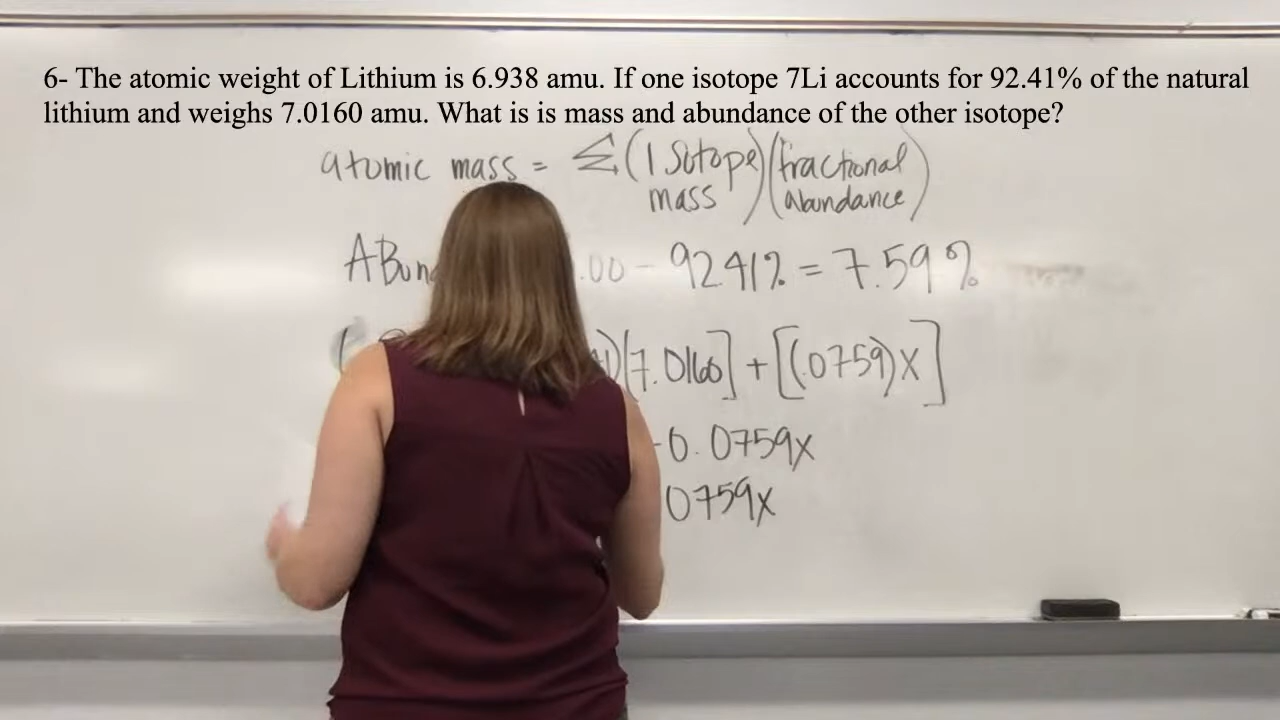 6- The atomic weight of Lithium is 6.938 amu. If one isotope 7Li accounts for 92.41% of the natural
lithium and weighs 7.0160 amu. What is is mass and abundance of the other isotope?
atomic mass = Σ(Isotope mass)(fractional abundance)
.00 - 92.41% = 7.59%
[7.0160] + [(.0759)x]
0.0759x
0759x